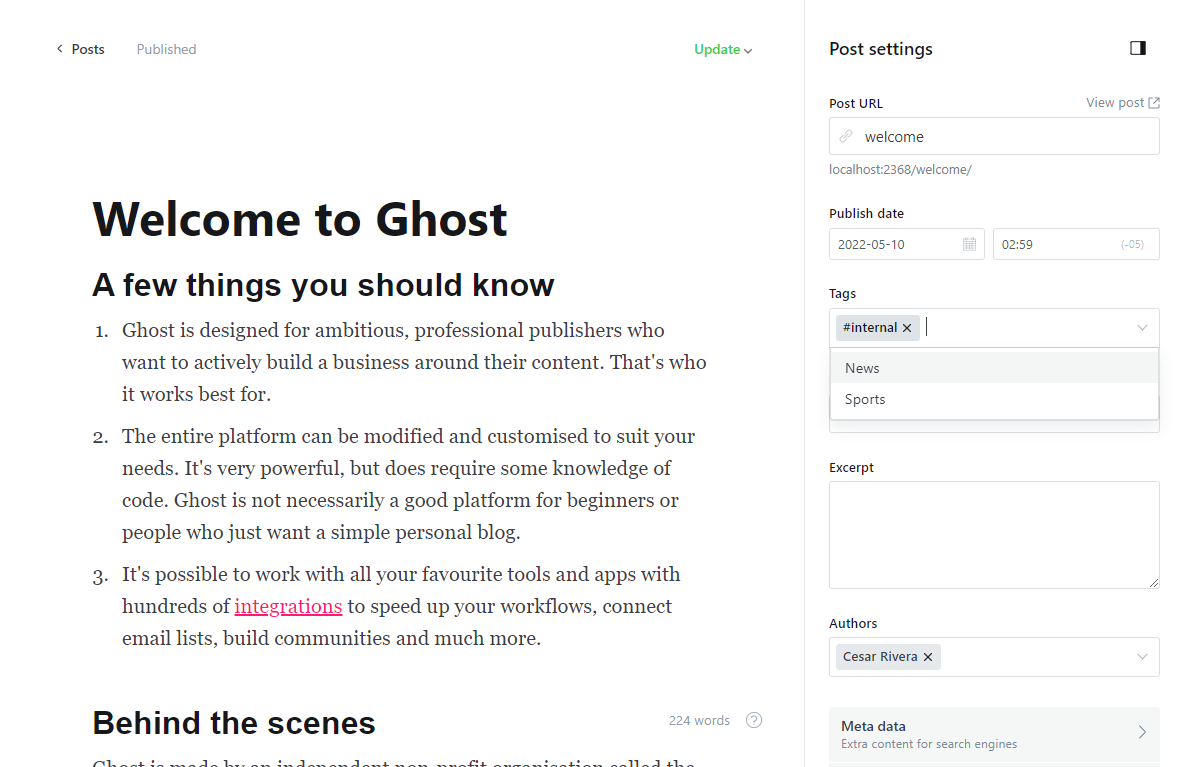 Posts
Published
Update
Welcome to Ghost
A few things you should know
1. Ghost is designed for ambitious, professional publishers who
want to actively build a business around their content. That's who
it works best for.
2. The entire platform can be modified and customised to suit your
needs. It's very powerful, but does require some knowledge of
code. Ghost is not necessarily a good platform for beginners or
people who just want a simple personal blog.
3. It's possible to work with all your favourite tools and apps with
hundreds of integrations to speed up your workflows, connect
email lists, build communities and much more.
Behind the scenes
224 words
?
Ghost is made by an independent non-profit organisation called the
Post settings
Post URL
View post
welcome
localhost:2368/welcome/
Publish date
2022-05-10
02:59
(-05)
Tags
#internal
News
Sports
Excerpt
Authors
Cesar Rivera
Meta data
Extra content for search engines